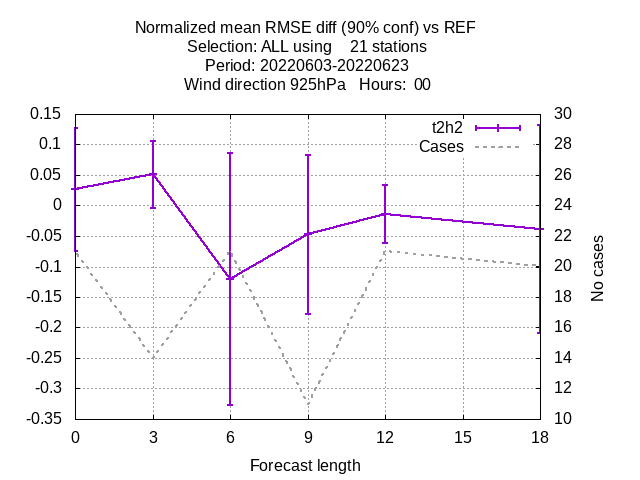 Normalized mean RMSE diff (90% conf) vs REF
Selection: ALL using    21 stations
Period: 20220603-20220623
Wind direction 925hPa   Hours:  00
t2h2
Cases
0.15
0.1
0.05
0
-0.05
-0.1
-0.15
-0.2
-0.25
-0.3
-0.35
30
28
26
24
22
20
18
16
14
12
10
No cases
0 3 6 9 12 15 18
Forecast length